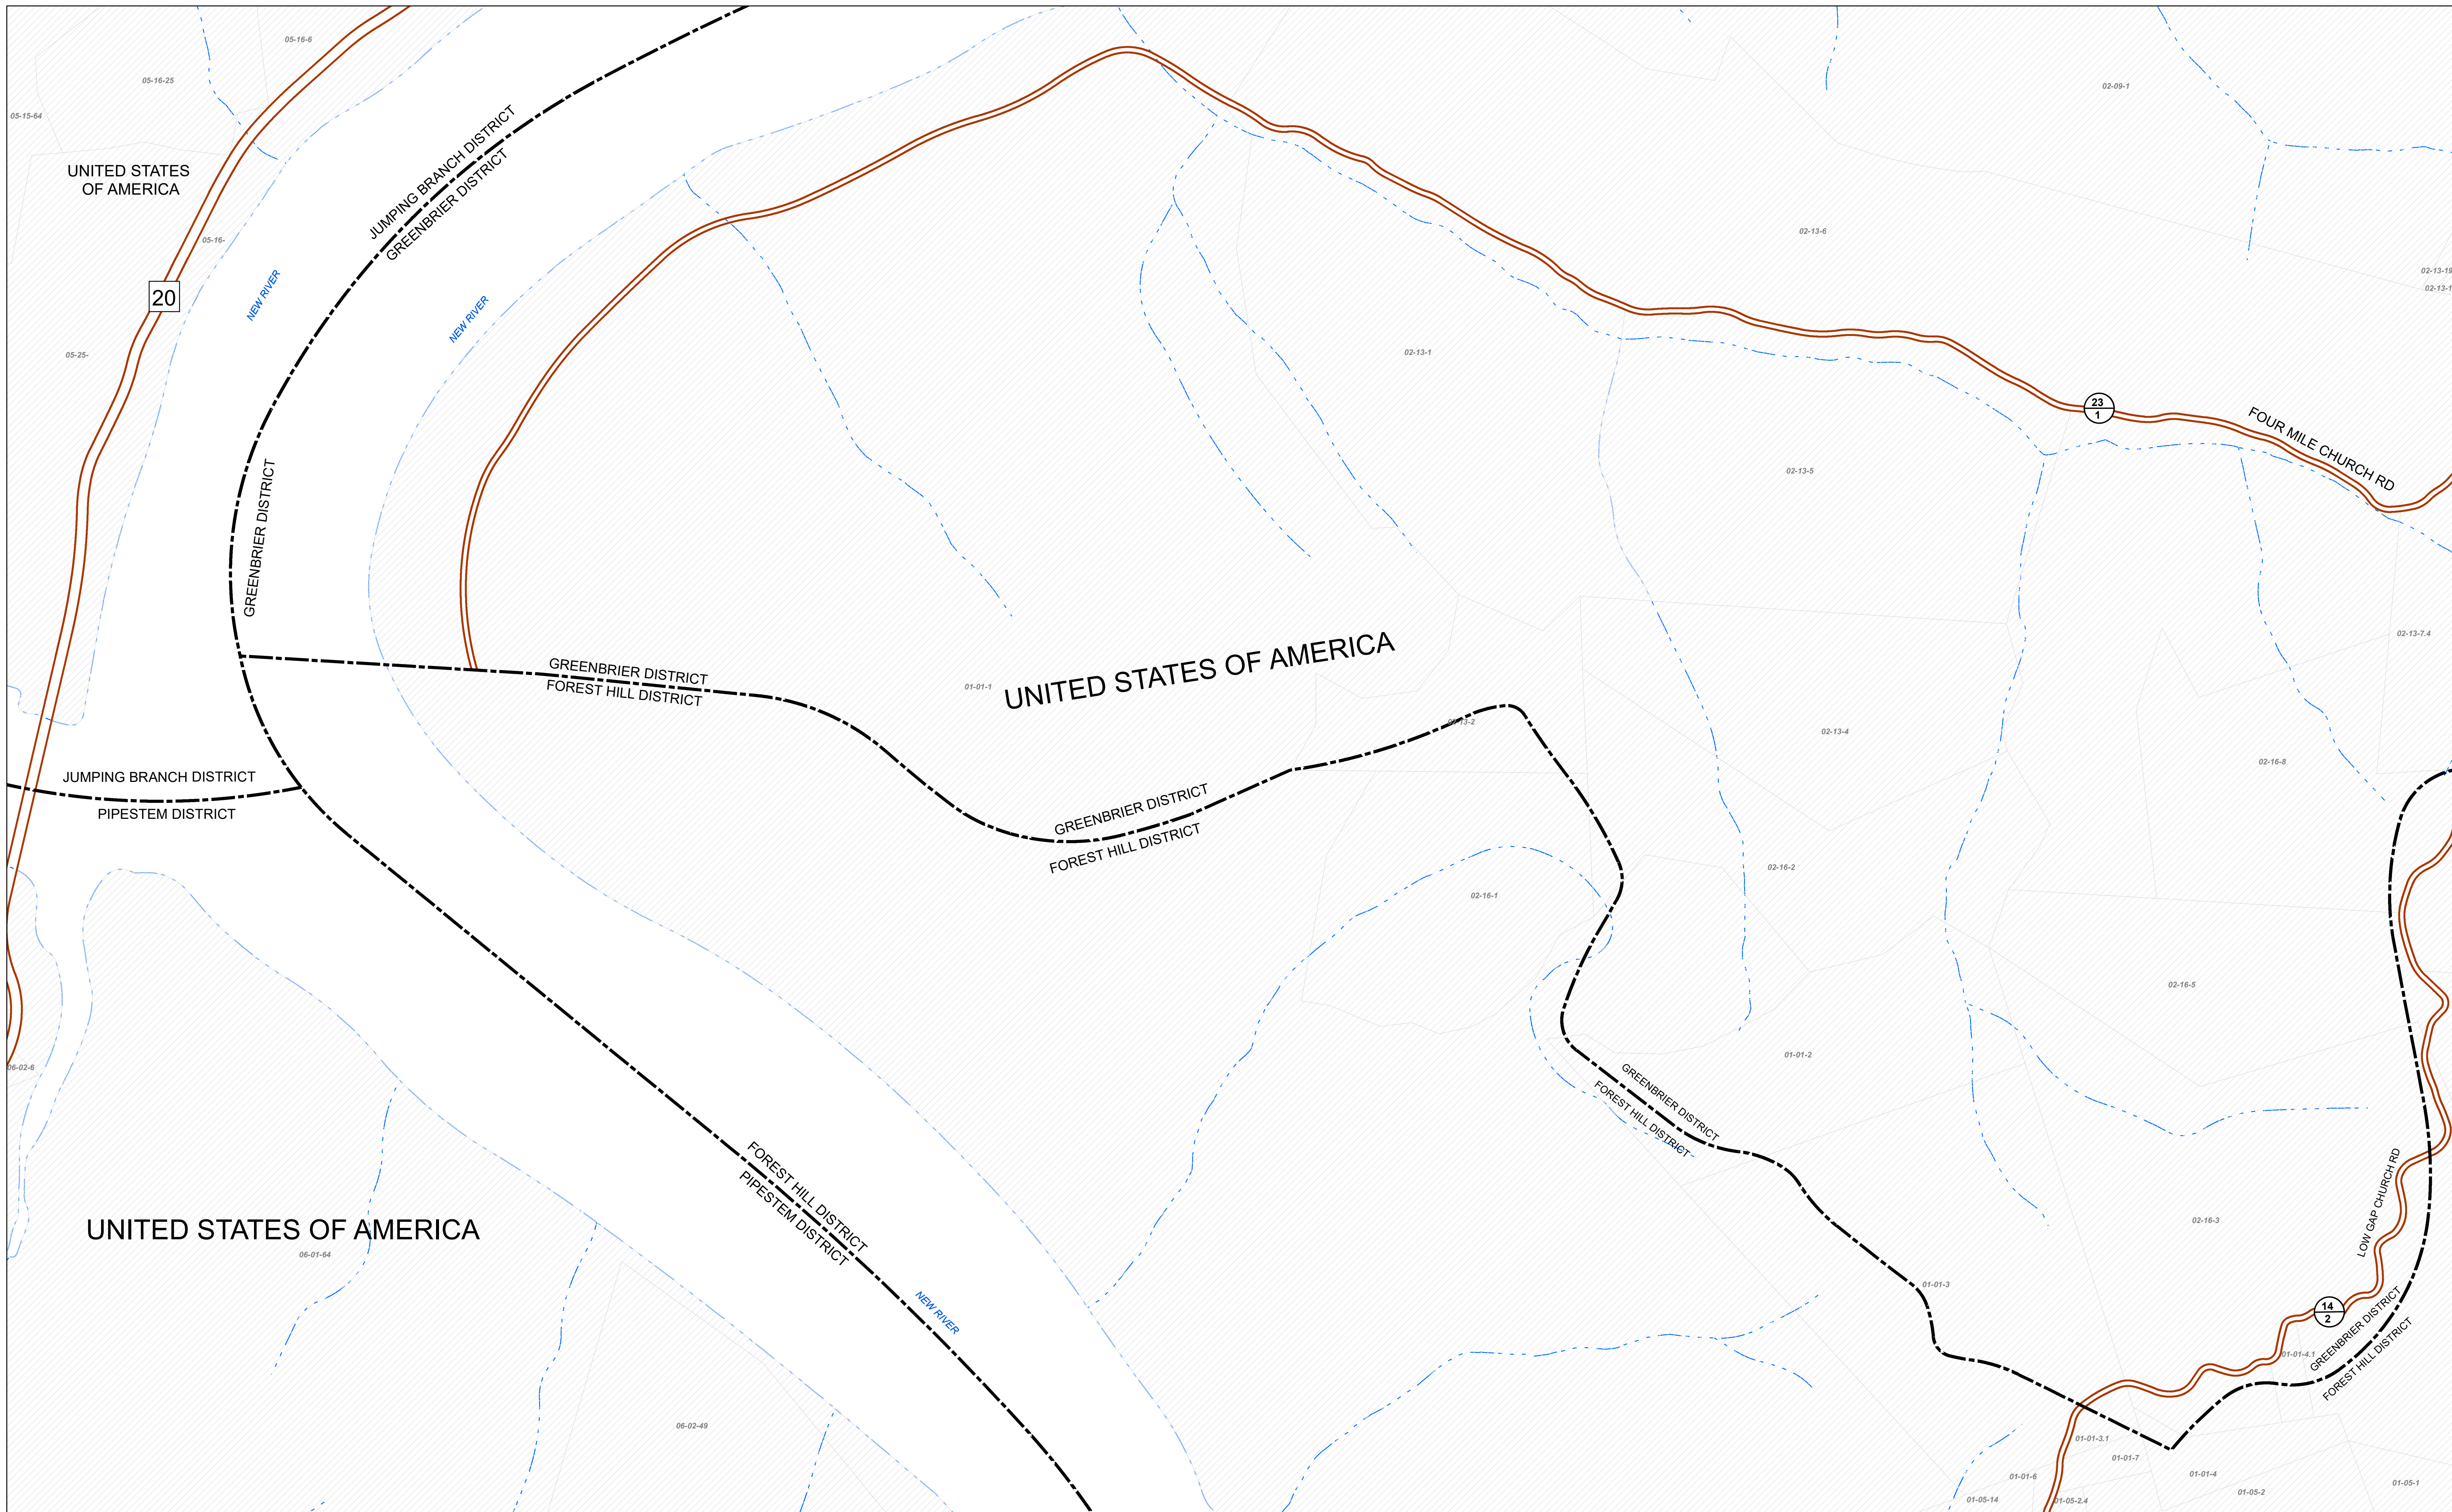 05-16-6
05-16-25
02-09-1
05-15-64
JUMPING BRANCH DISTRICT
GREENBRIER DISTRICT
UNITED STATES
OF AMERICA
05-16-
02-13-6
02-13-19
02-13-1
20
NEW RIVER
NEW RIVER
05-25-
02-13-1
23
1
FOUR MILE CHURCH RD
02-13-5
GREENBRIER DISTRICT
02-13-7.4
GREENBRIER DISTRICT
FOREST HILL DISTRICT
01-01-1
UNITED STATES OF AMERICA
02-13-4
02-16-8
JUMPING BRANCH DISTRICT
PIPESTEM DISTRICT
GREENBRIER DISTRICT
FOREST HILL DISTRICT
02-16-2
02-16-1
02-16-5
01-01-2
06-02-6
GREENBRIER DISTRICT
FOREST HILL DISTRICT
FOREST HILL DISTRICT
PIPESTEM DISTRICT
LOW GAP CHURCH RD
02-16-3
UNITED STATES OF AMERICA
06-01-64
01-01-3
NEW RIVER
14
2
GREENBRIER DISTRICT
FOREST HILL DISTRICT
01-01-4.1
06-02-49
01-01-3.1
01-01-7
01-01-6
01-01-4
01-05-1
01-05-2
01-05-14
01-05-2.4